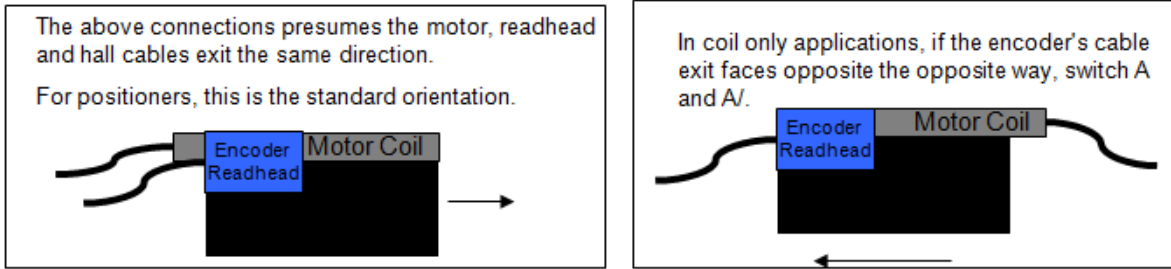 The above connections presumes the motor, readhead
and hall cables exit the same direction.
For positioners, this is the standard orientation.
Encoder
Readhead
Motor Coil
In coil only applications, if the encoder's cable
exit faces opposite the opposite way, switch A
and A/.
Encoder
Readhead
Motor Coil